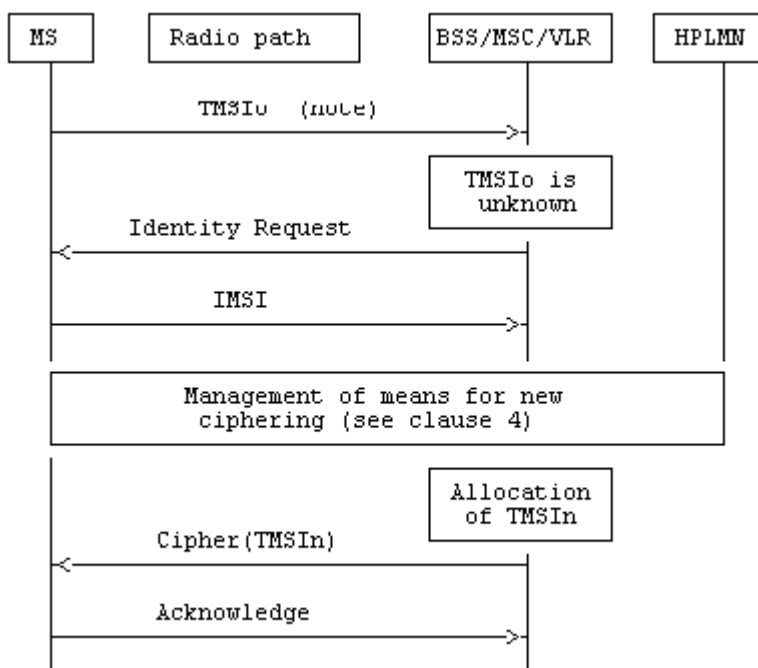 MS
Radio path
BSS/MSC/VLR
HPLMN
TMSIo (note)
TMSIo is
unknown
Identity Request
IMSI
Management of means for new
ciphering (see clause 4)
Allocation
of TMSIn
Cipher(TMSIn)
Acknowledge